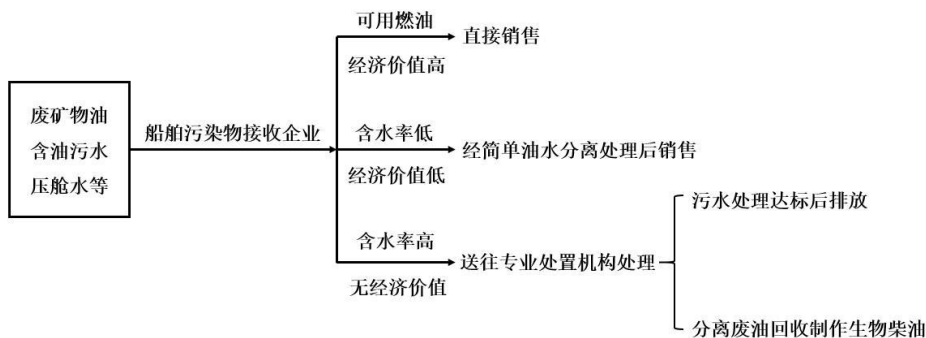 废矿物油
含油污水
压舱水等
船舶污染物接收企业
可用燃油
经济价值高
直接销售
含水率低
经济价值低
经简单油水分离处理后销售
含水率高
无经济价值
送往专业处置机构处理
污水处理达标后排放
分离废油回收制作生物柴油